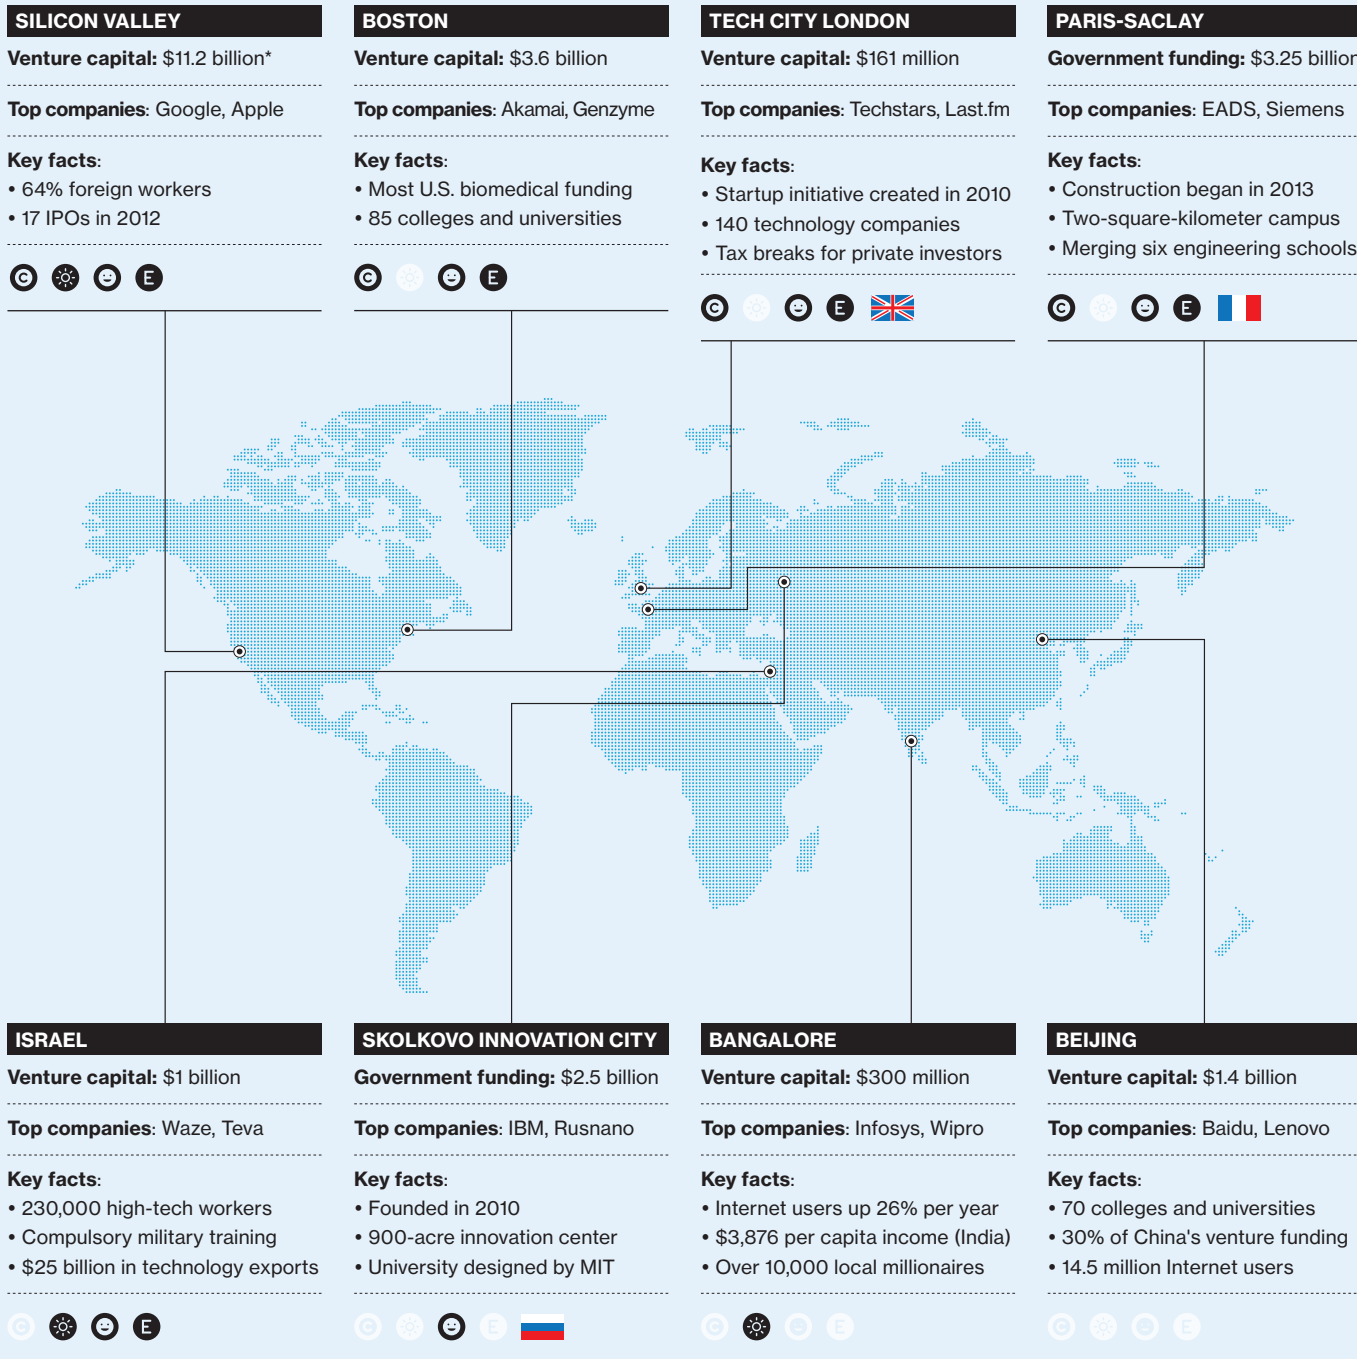 SILICON VALLEY
Venture capital: $11.2 billion*
Top companies: Google, Apple
Key facts:
• 64% foreign workers
• 17 IPOs in 2012
C E
BOSTON
Venture capital: $3.6 billion
Top companies: Akamai, Genzyme
Key facts:
• Most U.S. biomedical funding
• 85 colleges and universities
C E
TECH CITY LONDON
Venture capital: $161 million
Top companies: Techstars, Last.fm
Key facts:
• Startup initiative created in 2010
• 140 technology companies
• Tax breaks for private investors
C E
PARIS-SACLAY
Government funding: $3.25 billion
Top companies: EADS, Siemens
Key facts:
• Construction began in 2013
• Two-square-kilometer campus
• Merging six engineering schools
C E
ISRAEL
Venture capital: $1 billion
Top companies: Waze, Teva
Key facts:
• 230,000 high-tech workers
• Compulsory military training
• $25 billion in technology exports
C E
SKOLKOVO INNOVATION CITY
Government funding: $2.5 billion
Top companies: IBM, Rusnano
Key facts:
• Founded in 2010
• 900-acre innovation center
• University designed by MIT
C E
BANGALORE
Venture capital: $300 million
Top companies: Infosys, Wipro
Key facts:
• Internet users up 26% per year
• $3,876 per capita income (India)
• Over 10,000 local millionaires
C E
BEIJING
Venture capital: $1.4 billion
Top companies: Baidu, Lenovo
Key facts:
• 70 colleges and universities
• 30% of China's venture funding
• 14.5 million Internet users
C E